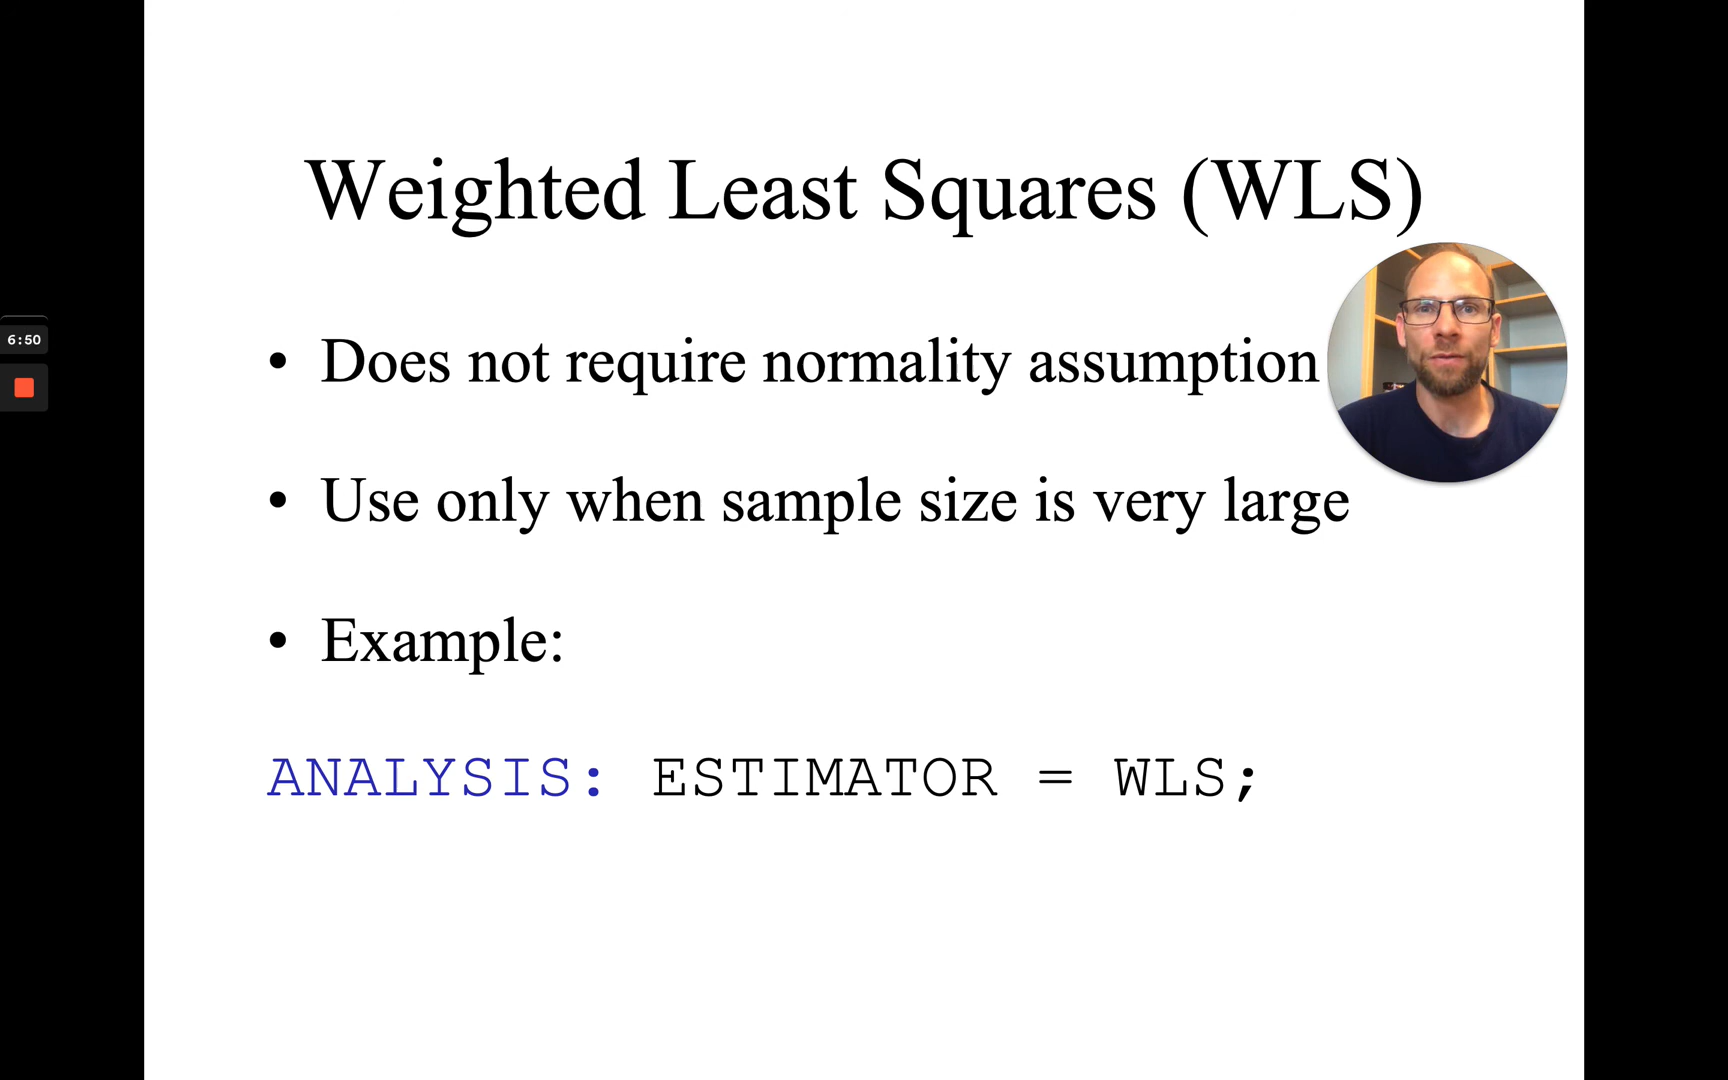 Weighted Least Squares (WLS)
6:50
• Does not require normality assumption
• Use only when sample size is very large
• Example:
ANALYSIS: ESTIMATOR = WLS;